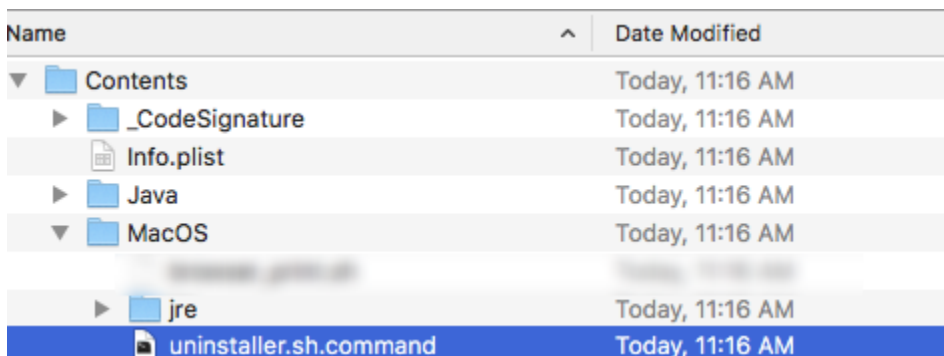 Name Date Modified
Contents Today, 11:16 AM
_CodeSignature Today, 11:16 AM
Info.plist Today, 11:16 AM
Java Today, 11:16 AM
MacOS Today, 11:16 AM
jre Today, 11:16 AM
uninstaller.sh.command Today, 11:16 AM